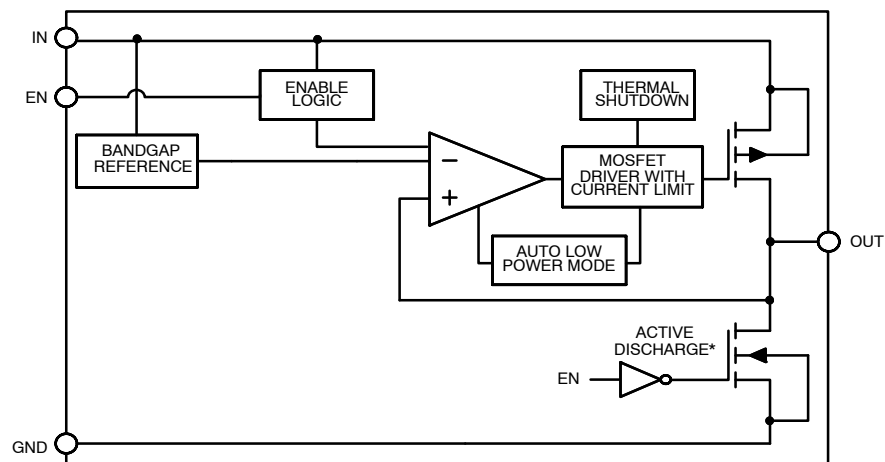 IN
EN
ENABLE
LOGIC
THERMAL
SHUTDOWN
BANDGAP
REFERENCE
−
+
MOSFET
DRIVER WITH
CURRENT LIMIT
AUTO LOW
POWER MODE
OUT
ACTIVE
DISCHARGE*
EN
GND